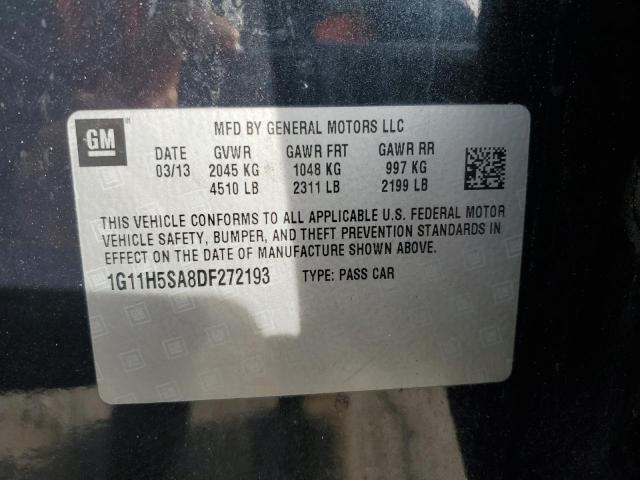 GM
MFD BY GENERAL MOTORS LLC
DATE GVWR GAWR FRT GAWR RR
03/13 2045 KG 1048 KG 997 KG
4510 LB 2311 LB 2199 LB
THIS VEHICLE CONFORMS TO ALL APPLICABLE U.S. FEDERAL MOTOR
VEHICLE SAFETY, BUMPER, AND THEFT PREVENTION STANDARDS IN
EFFECT ON THE DATE OF MANUFACTURE SHOWN ABOVE.
1G11H5SA8DF272193 TYPE: PASS CAR